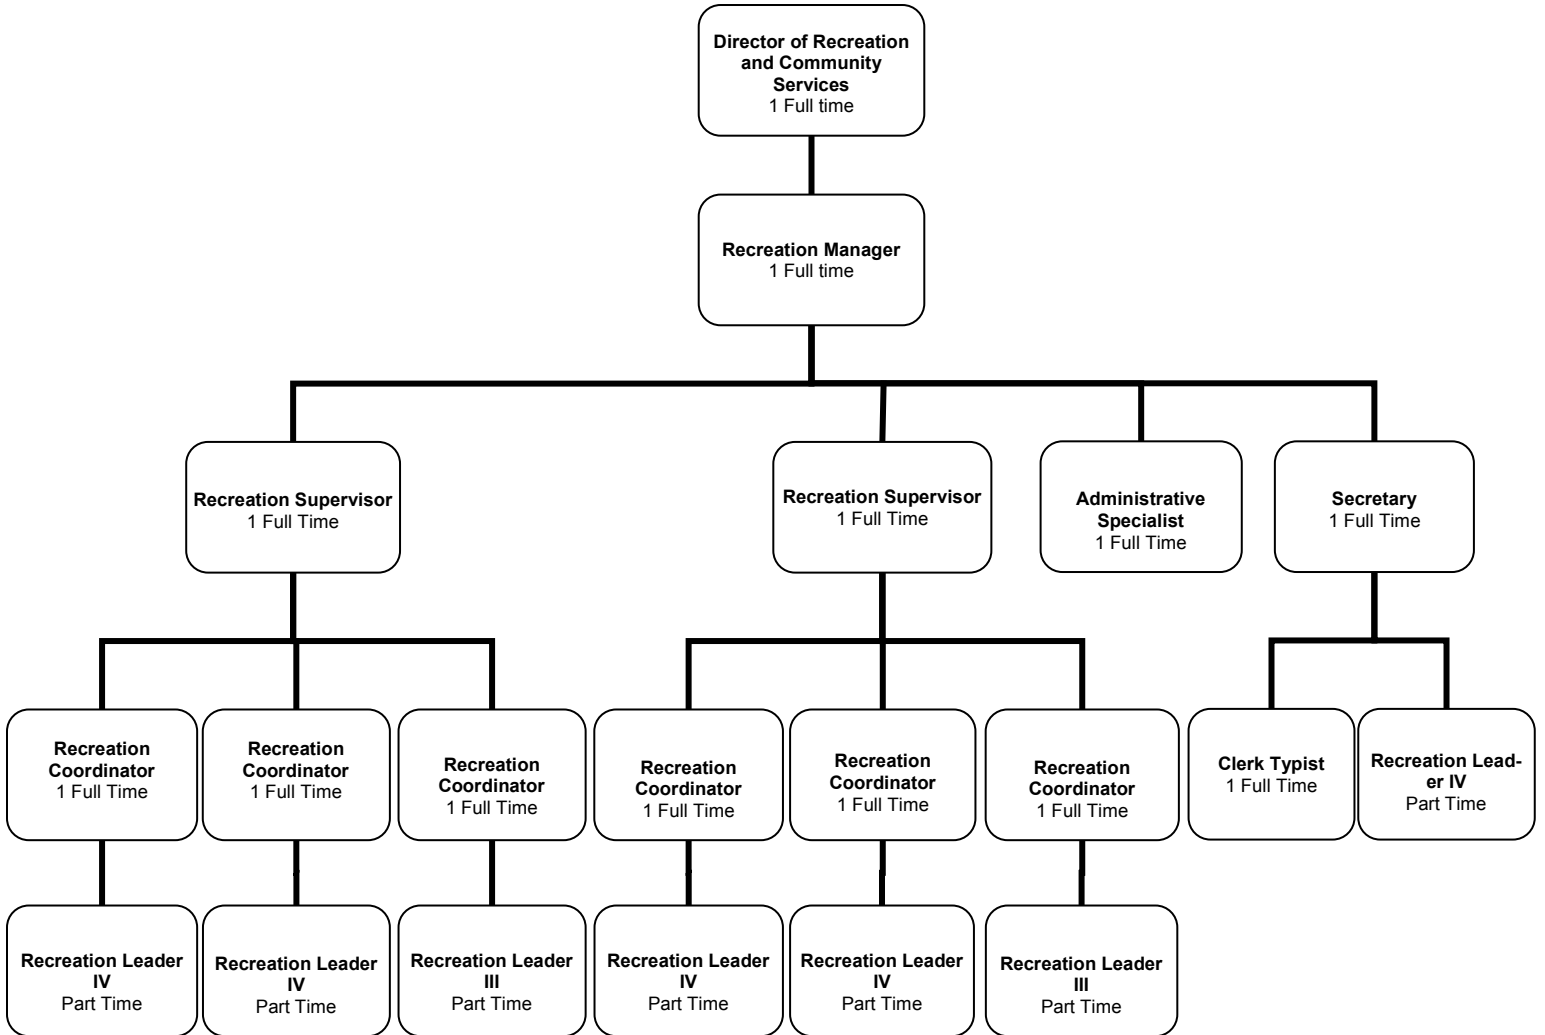 Director of Recreation
and Community
Services
1 Full time
Recreation Manager
1 Full time
Recreation Supervisor
1 Full Time
Recreation Supervisor
1 Full Time
Administrative
Specialist
1 Full Time
Secretary
1 Full Time
Recreation
Coordinator
1 Full Time
Recreation
Coordinator
1 Full Time
Recreation
Coordinator
1 Full Time
Recreation
Coordinator
1 Full Time
Recreation
Coordinator
1 Full Time
Recreation
Coordinator
1 Full Time
Clerk Typist
1 Full Time
Recreation Lead-
er IV
Part Time
Recreation Leader
IV
Part Time
Recreation Leader
IV
Part Time
Recreation Leader
III
Part Time
Recreation Leader
IV
Part Time
Recreation Leader
IV
Part Time
Recreation Leader
III
Part Time